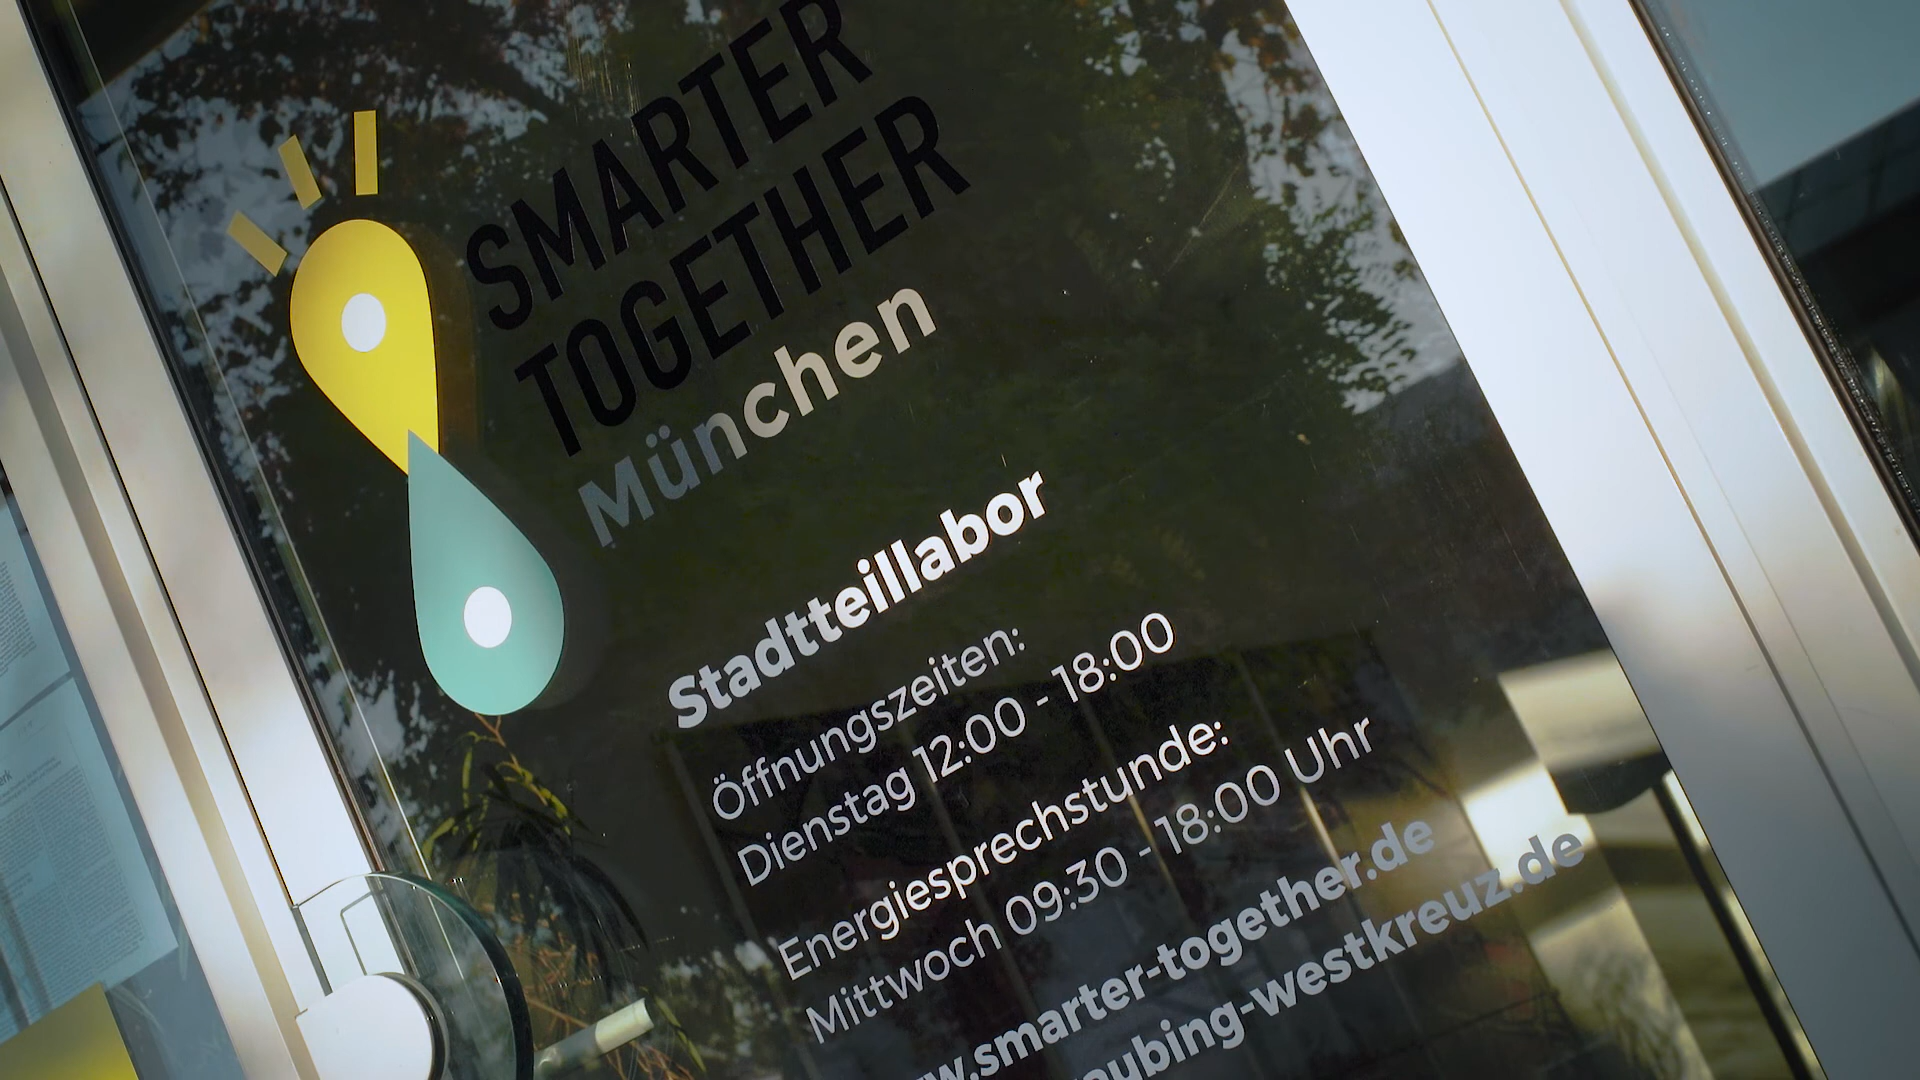 SMARTER
TOGETHER
München
Stadtteillabor
Öffnungszeiten:
Dienstag 12:00 - 18:00
Energiesprechstunde:
Mittwoch 09:30 - 18:00 Uhr
w.smarter-together.de
aubing-westkreuz.de